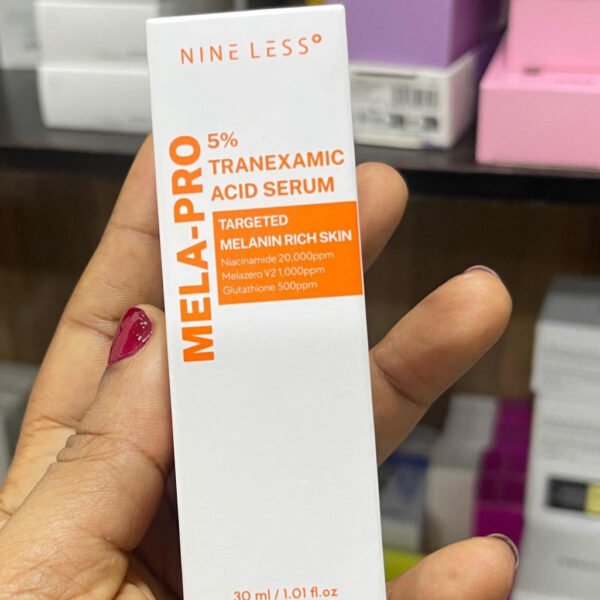 NINE LESS°
MELA-PRO
5%
TRANEXAMIC
ACID SERUM
TARGETED
MELANIN RICH SKIN
Niacinamide 20,000ppm
Melazero V2 1,000ppm
Glutathione 500ppm
30 ml / 1.01 fl.oz